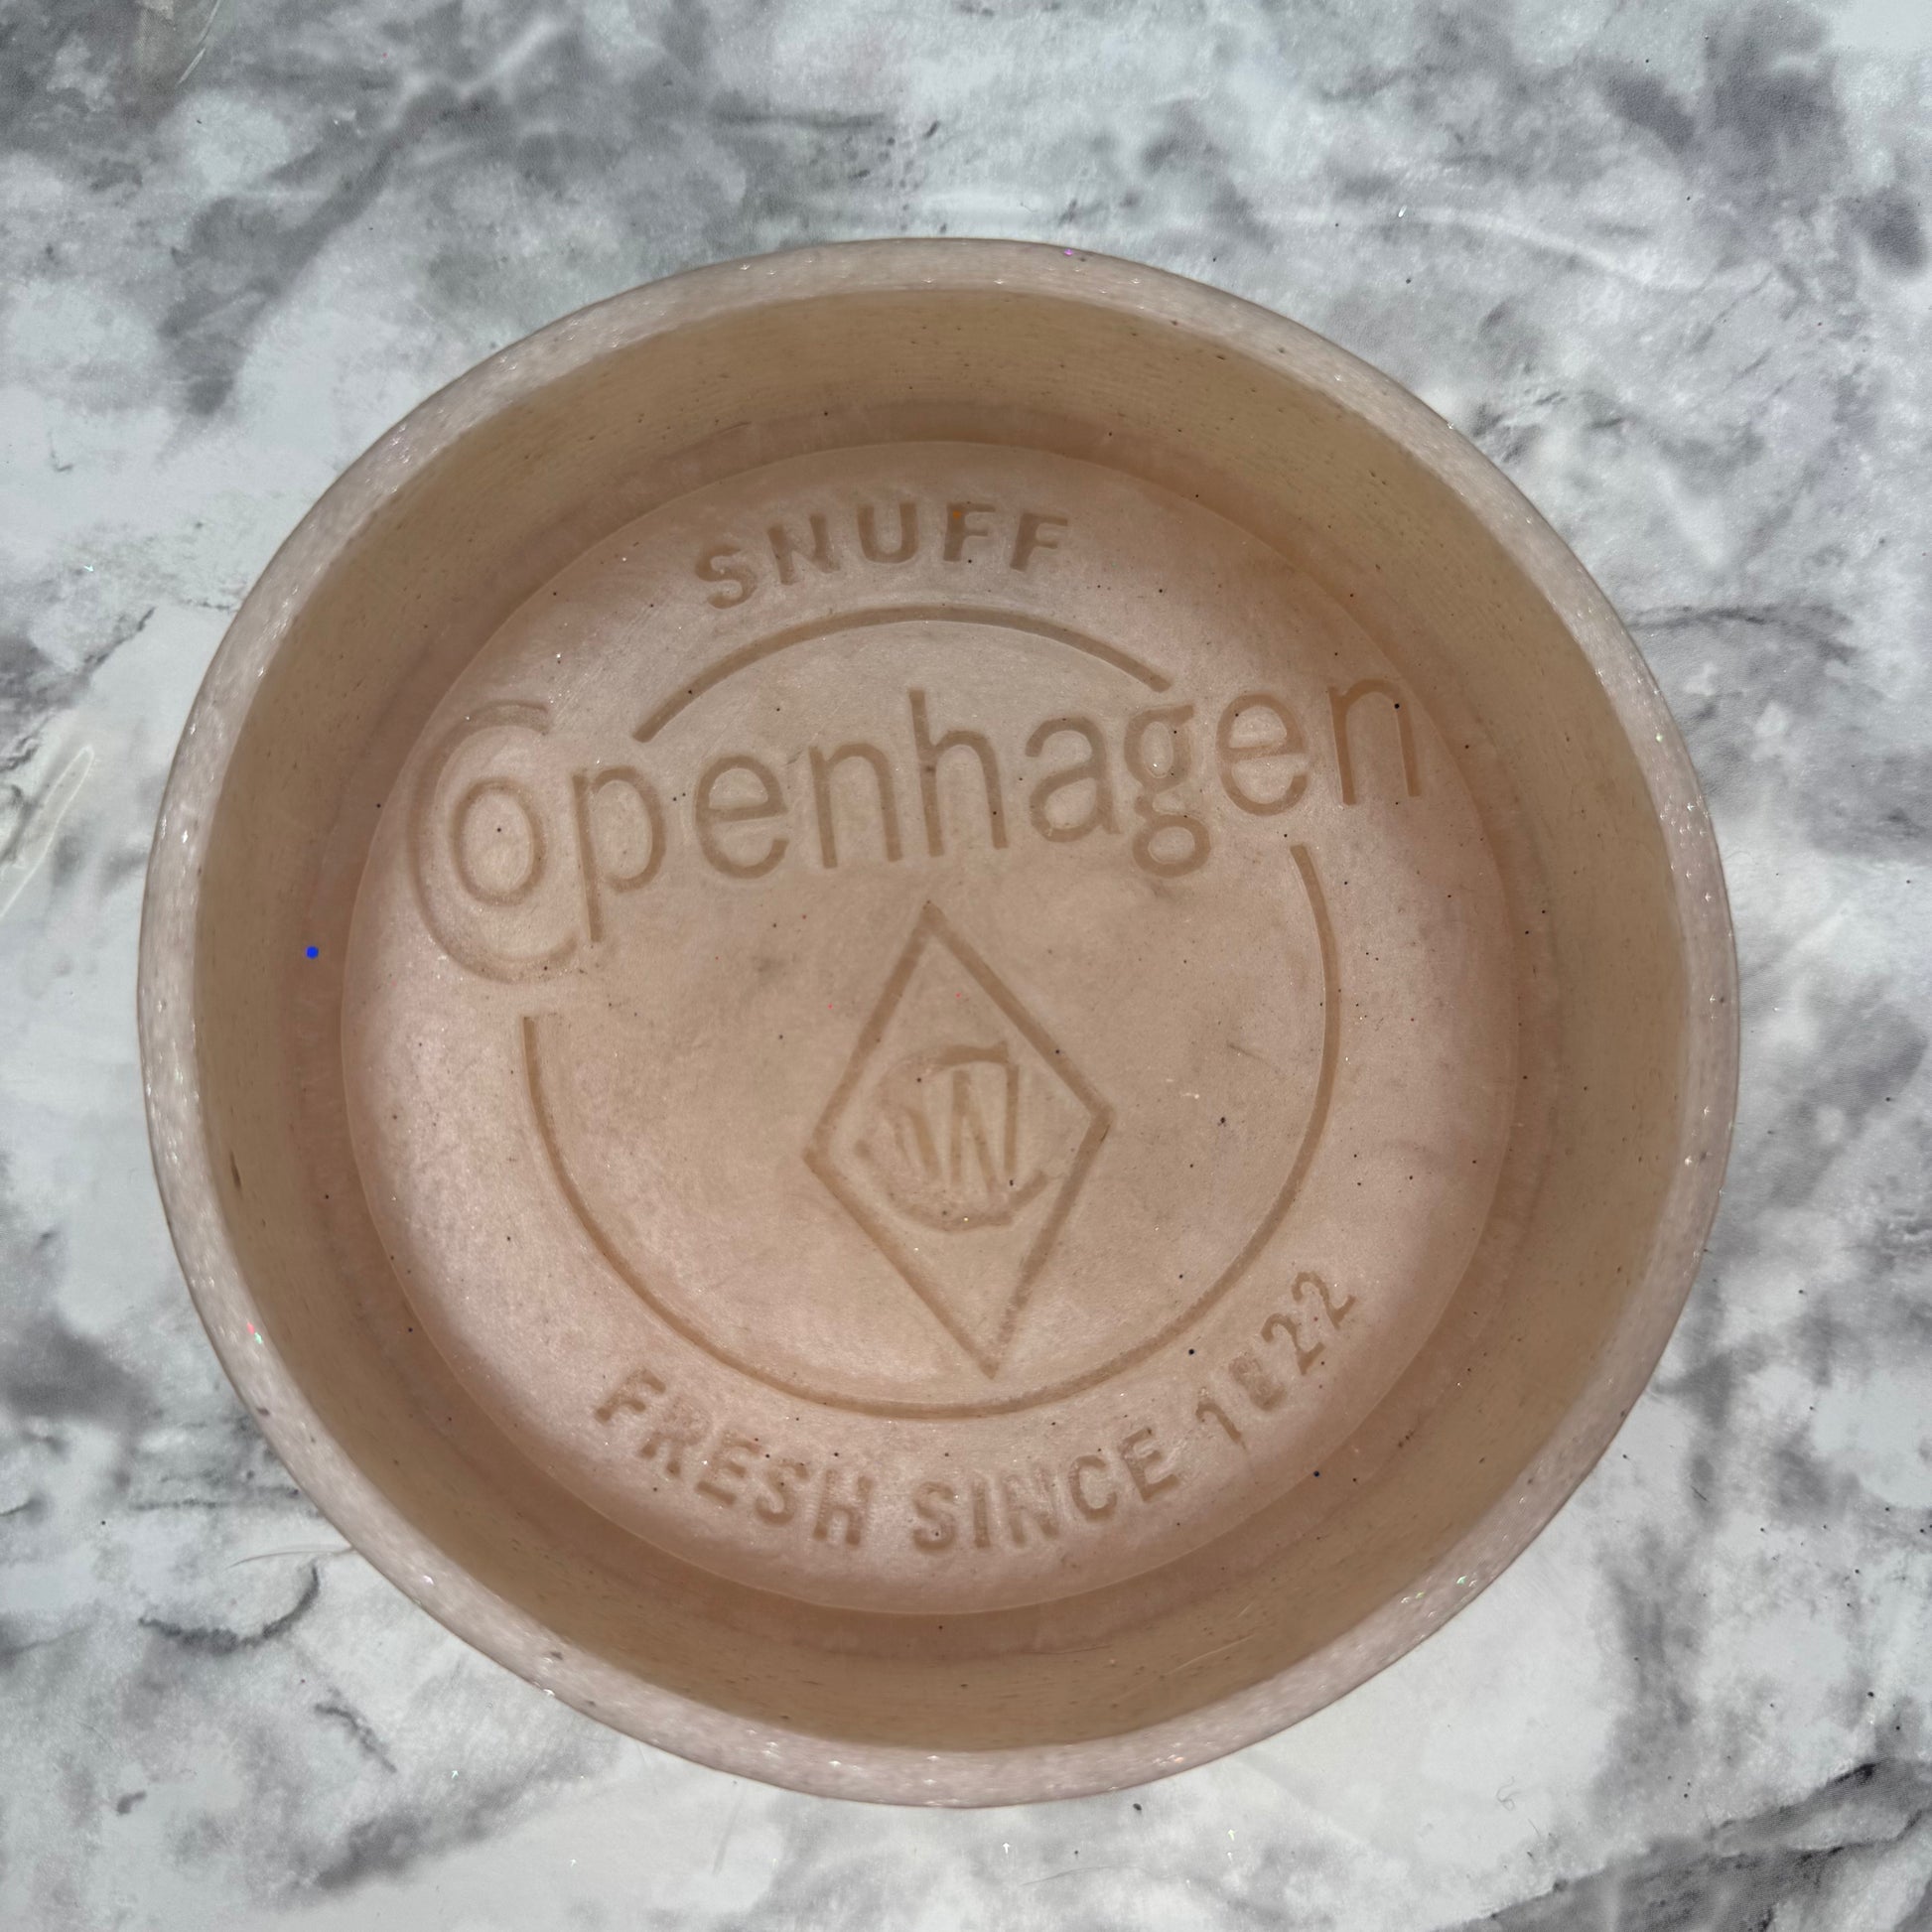 SNUFF
Copenhagen
FRESH SINCE 1822